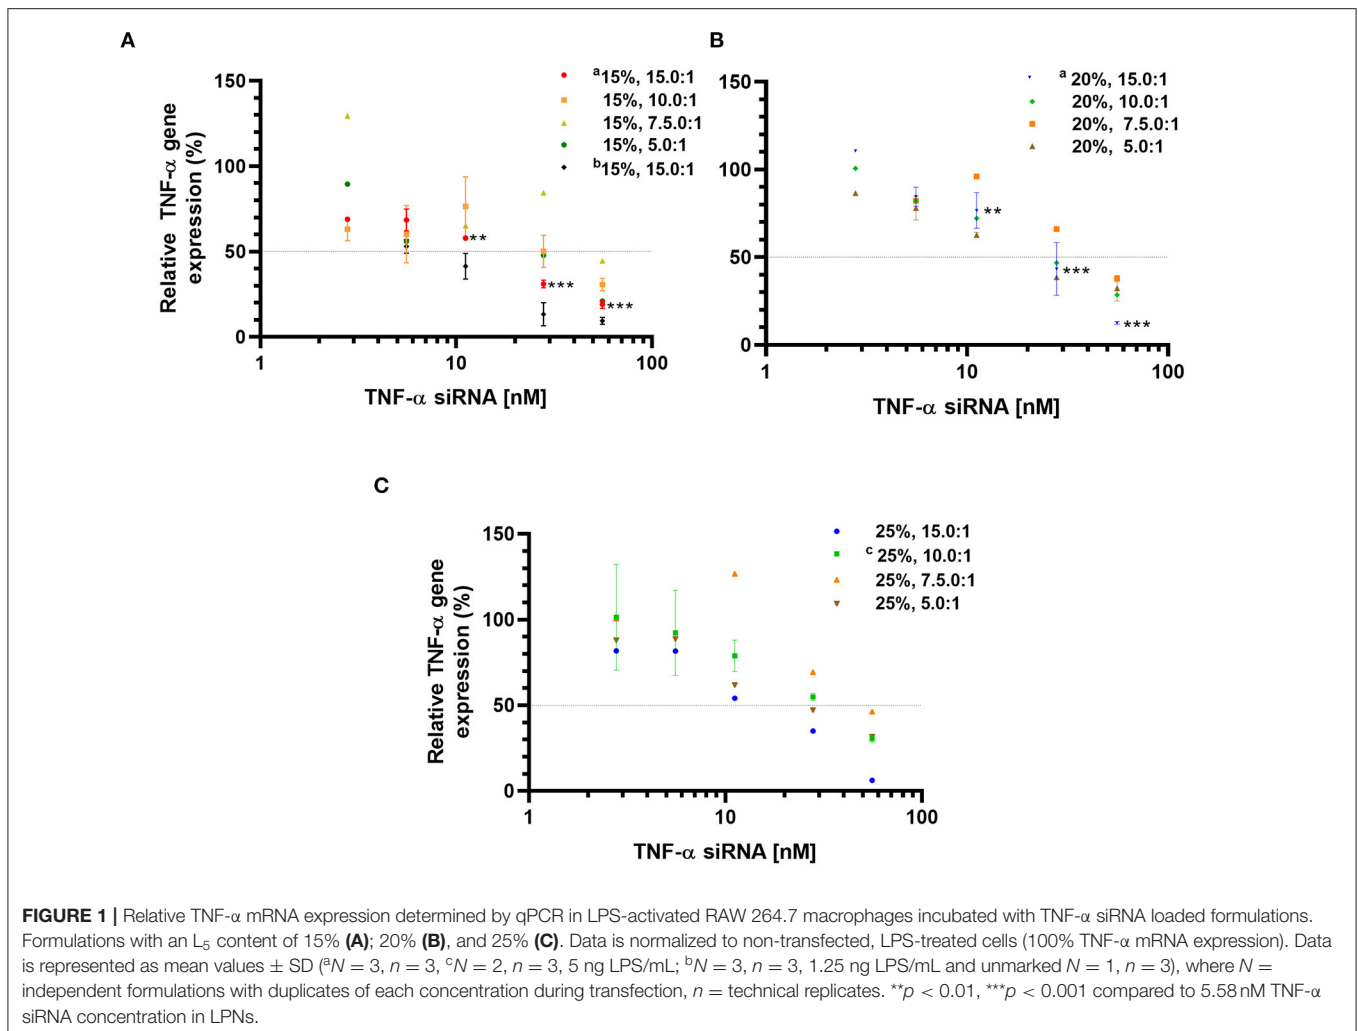 A
Relative TNF-α gene
expression (%)
150
100
50
0
1
10
100
TNF-α siRNA [nM]
ᵃ15%, 15.0:1
15%, 10.0:1
15%, 7.5.0:1
15%, 5.0:1
ᵇ15%, 15.0:1
**
***
***
B
Relative TNF-α gene
expression (%)
150
100
50
0
1
10
100
TNF-α siRNA [nM]
ᵃ 20%, 15.0:1
20%, 10.0:1
20%, 7.5.0:1
20%, 5.0:1
**
***
***
C
Relative TNF-α gene
expression (%)
150
100
50
0
1
10
100
TNF-α siRNA [nM]
25%, 15.0:1
ᶜ 25%, 10.0:1
25%, 7.5.0:1
25%, 5.0:1
FIGURE 1 | Relative TNF-α mRNA expression determined by qPCR in LPS-activated RAW 264.7 macrophages incubated with TNF-α siRNA loaded formulations.
Formulations with an L₅ content of 15% (A); 20% (B), and 25% (C). Data is normalized to non-transfected, LPS-treated cells (100% TNF-α mRNA expression). Data
is represented as mean values ± SD (ᵃN = 3, n = 3, ᶜN = 2, n = 3, 5 ng LPS/mL; ᵇN = 3, n = 3, 1.25 ng LPS/mL and unmarked N = 1, n = 3), where N =
independent formulations with duplicates of each concentration during transfection, n = technical replicates. **p < 0.01, ***p < 0.001 compared to 5.58 nM TNF-α
siRNA concentration in LPNs.